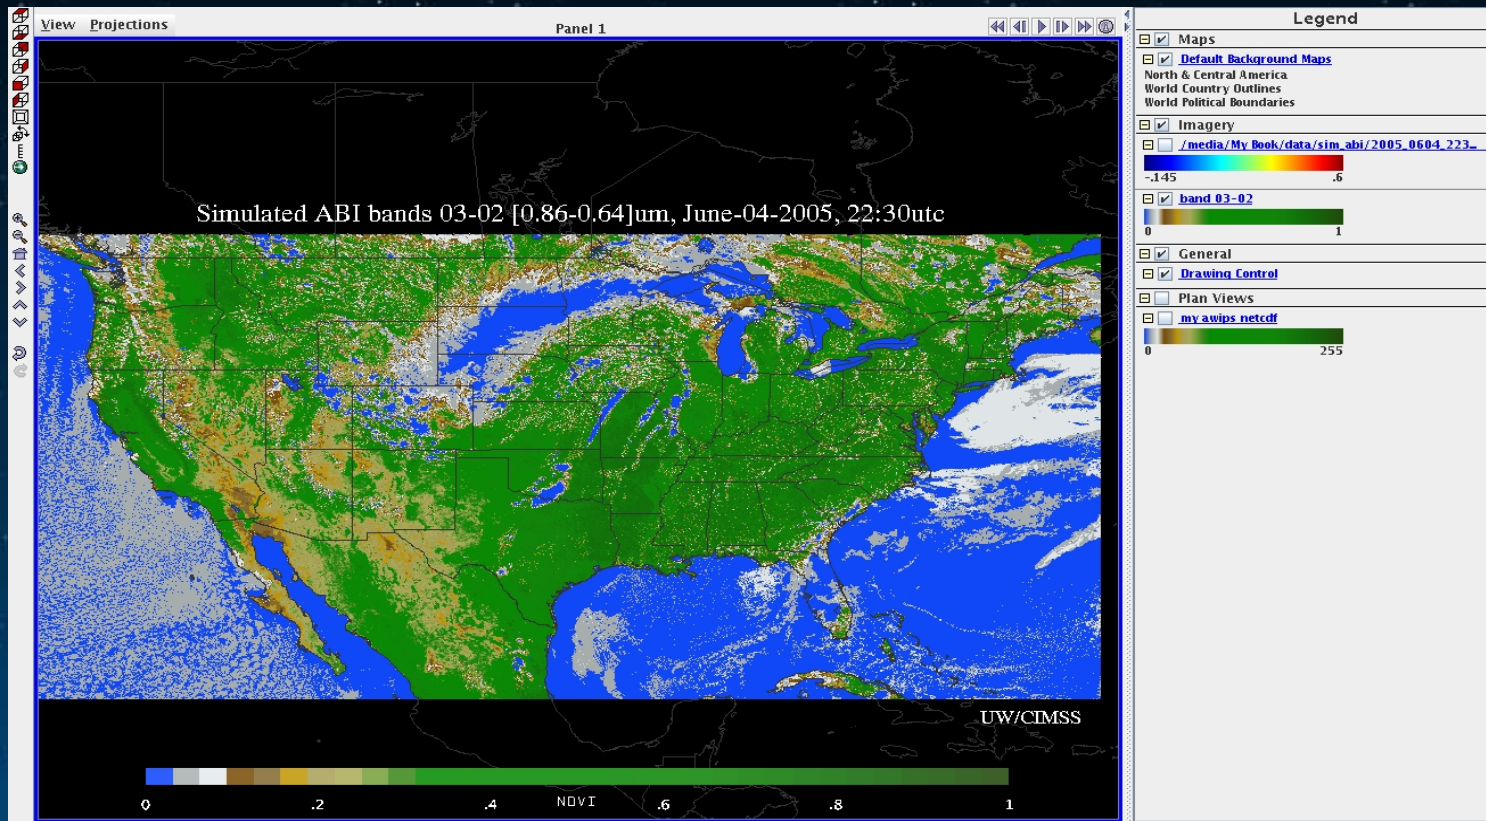 View Projections
Panel 1
Simulated ABI bands 03-02 [0.86-0.64]um, June-04-2005, 22:30utc
UW/CIMSS
0 .2 .4 NDVI .6 .8 1
Legend
Maps
Default Background Maps
North & Central America
World Country Outlines
World Political Boundaries
Imagery
/media/My Book/data/sim_abi/2005_0604_223...
-.145 .6
band 03-02
0 1
General
Drawing Control
Plan Views
my awips netcdf
0 255